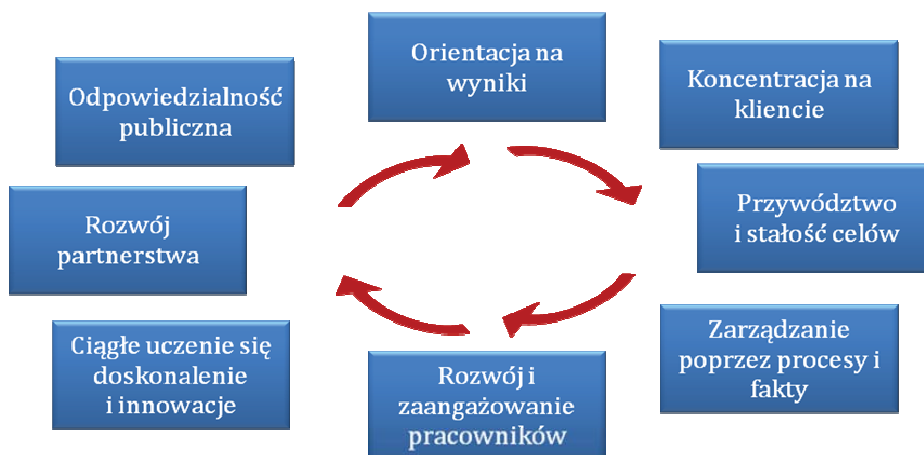 Orientacja na
wyniki
Koncentracja na
kliencie
Przywództwo
i stałość celów
Zarządzanie
poprzez procesy i
fakty
Rozwój i
zaangażowanie
pracowników
Ciągłe uczenie się
doskonalenie
i innowacje
Rozwój
partnerstwa
Odpowiedzialność
publiczna